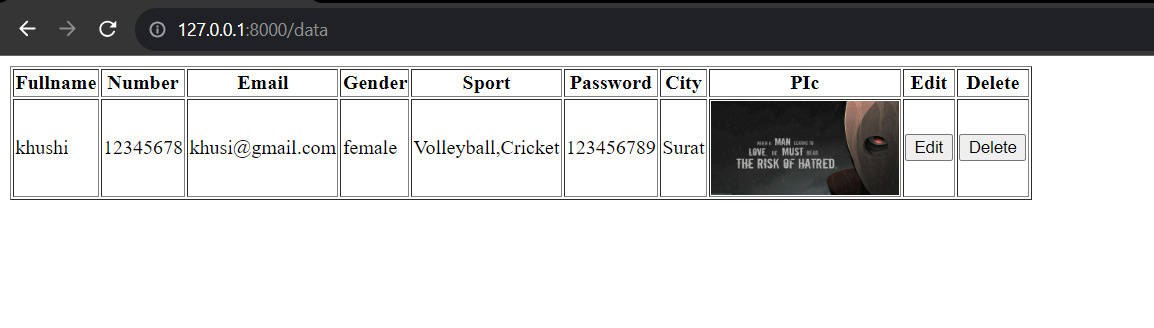 127.0.0.1:8000/data
Fullname Number Email Gender Sport Password City PIc Edit Delete
khushi 12345678 khusi@gmail.com female Volleyball,Cricket 123456789 Surat Edit Delete
WHEN A MAN LEARNS TO
LOVE, HE MUST BEAR
THE RISK OF HATRED.